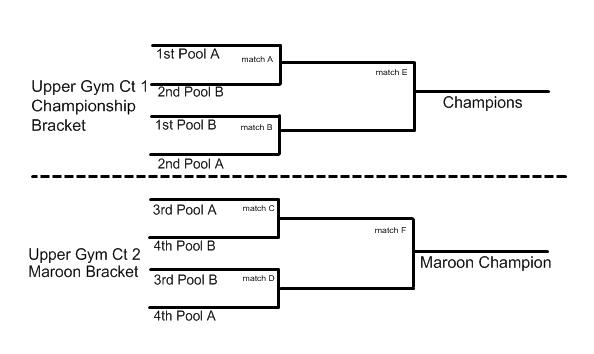 1st Pool A
match A
2nd Pool B
Upper Gym Ct 1
Championship
Bracket
1st Pool B
match B
2nd Pool A
match E
Champions
3rd Pool A
match C
4th Pool B
Upper Gym Ct 2
Maroon Bracket
3rd Pool B
match D
4th Pool A
match F
Maroon Champion